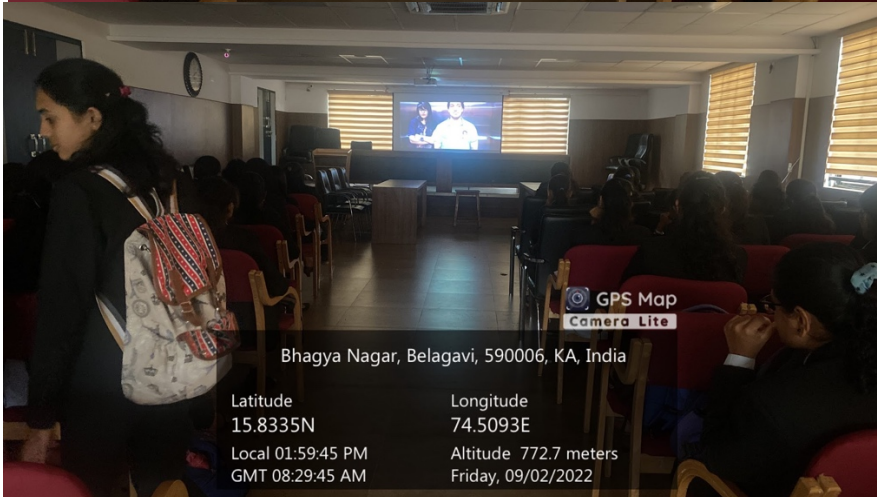 GPS Map
Camera Lite
Bhagya Nagar, Belagavi, 590006, KA, India
Latitude
15.8335N
Longitude
74.5093E
Local 01:59:45 PM
GMT 08:29:45 AM
Altitude 772.7 meters
Friday, 09/02/2022